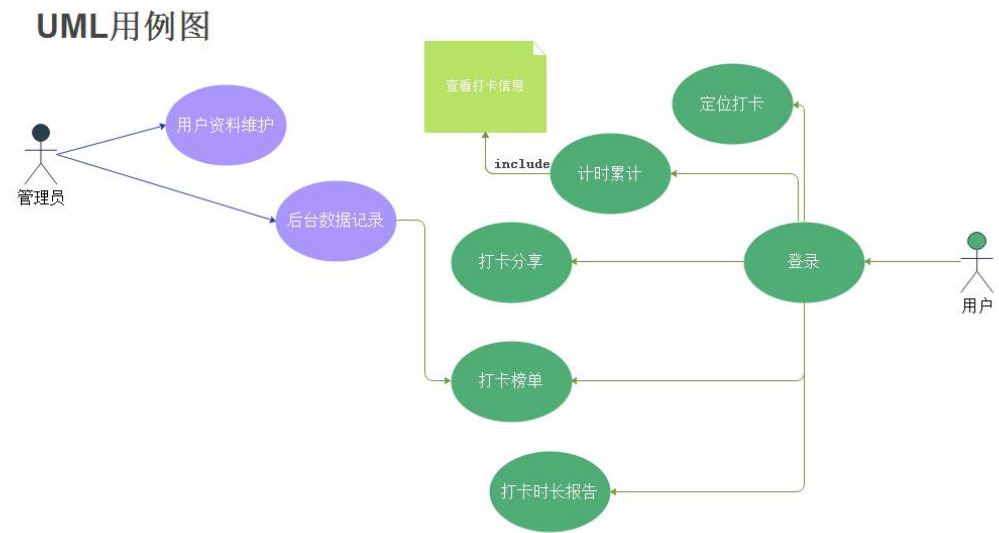 UML用例图
查看打卡信息
定位打卡
用户资料维护
管理员
include
计时累计
后台数据记录
打卡分享
登录
用户
打卡榜单
打卡时长报告